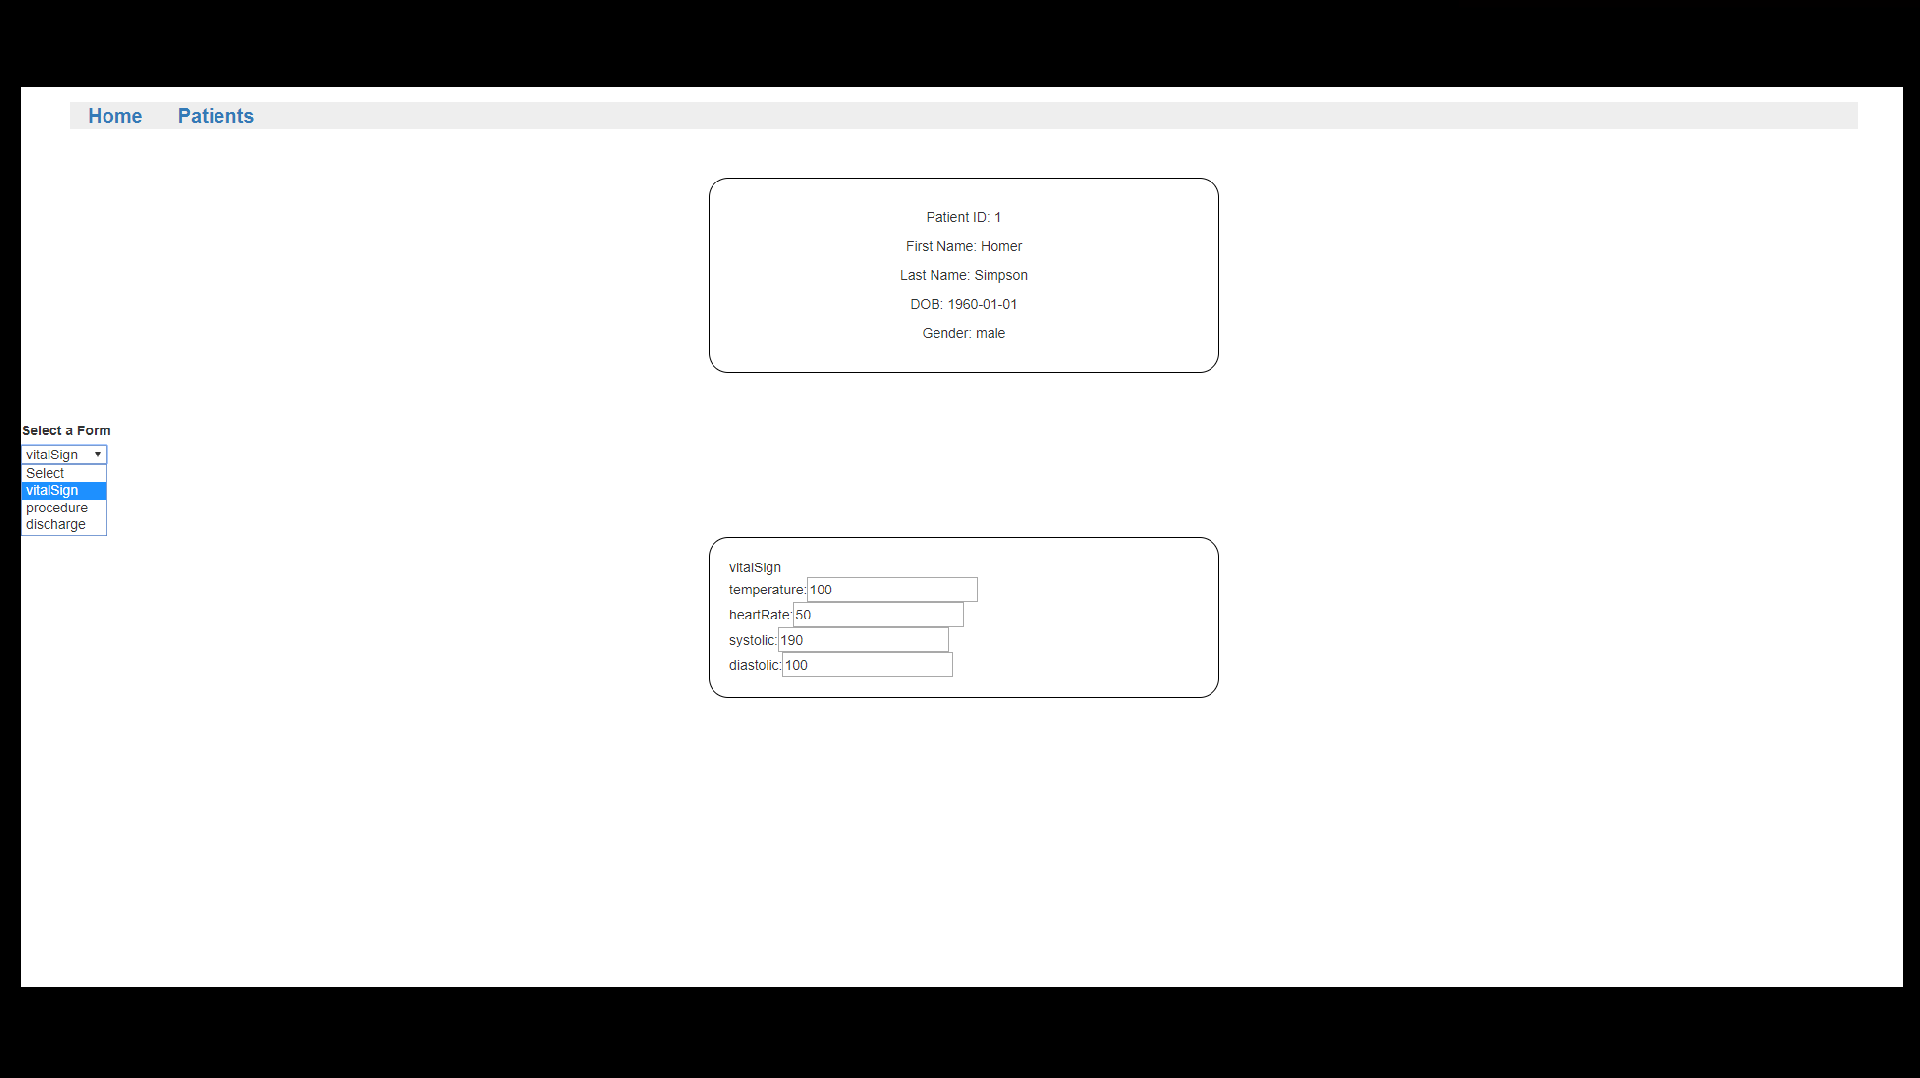 Home Patients
Patient ID: 1
First Name: Homer
Last Name: Simpson
DOB: 1960-01-01
Gender: male
Select a Form
vitalSign
Select
vitalSign
procedure
discharge
vitalSign
temperature: 100
heartRate: 50
systolic: 190
diastolic: 100